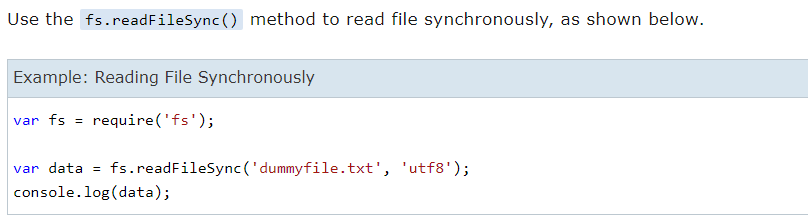 Use the fs.readFileSync() method to read file synchronously, as shown below.
Example: Reading File Synchronously
var fs = require('fs');
var data = fs.readFileSync('dummyfile.txt', 'utf8');
console.log(data);